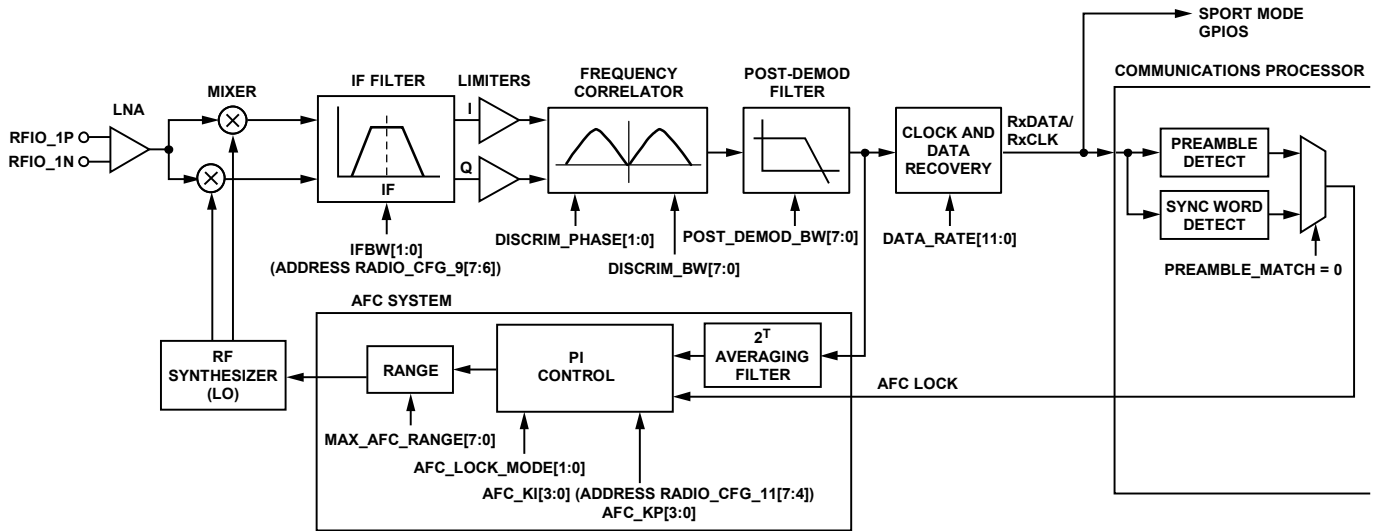 SPORT MODE
GPIOS
COMMUNICATIONS PROCESSOR
LNA
RFIO_1P
RFIO_1N
MIXER
IF FILTER
IF
LIMITERS
I
Q
FREQUENCY
CORRELATOR
POST-DEMOD
FILTER
CLOCK AND
DATA
RECOVERY
RxDATA/
RxCLK
PREAMBLE
DETECT
SYNC WORD
DETECT
PREAMBLE_MATCH = 0
IFBW[1:0]
(ADDRESS RADIO_CFG_9[7:6])
DISCRIM_PHASE[1:0]
DISCRIM_BW[7:0]
POST_DEMOD_BW[7:0]
DATA_RATE[11:0]
AFC SYSTEM
RF
SYNTHESIZER
(LO)
RANGE
PI
CONTROL
2T
AVERAGING
FILTER
AFC LOCK
MAX_AFC_RANGE[7:0]
AFC_LOCK_MODE[1:0]
AFC_KI[3:0] (ADDRESS RADIO_CFG_11[7:4])
AFC_KP[3:0]